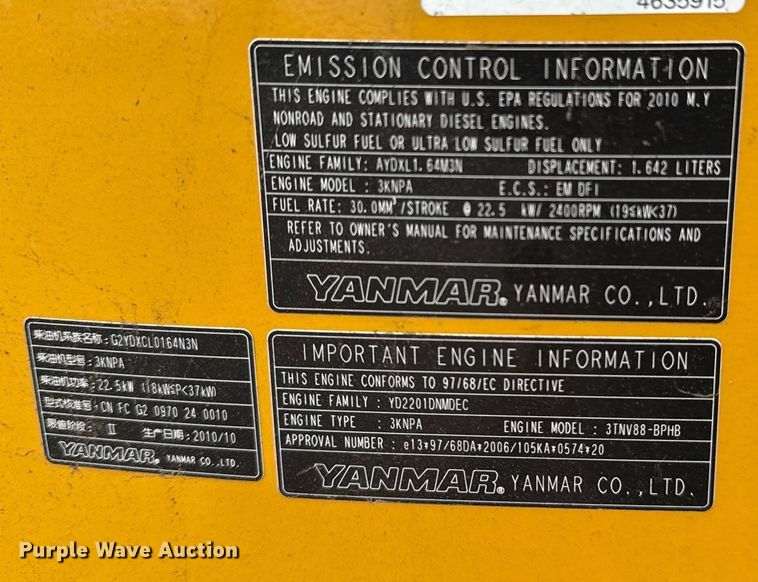 4635915
EMISSION CONTROL INFORMATION
THIS ENGINE COMPLIES WITH U.S. EPA REGULATIONS FOR 2010 M.Y
NONROAD AND STATIONARY DIESEL ENGINES.
LOW SULFUR FUEL OR ULTRA LOW SULFUR FUEL ONLY
ENGINE FAMILY: AYDXL1.64M3N DISPLACEMENT: 1.642 LITERS
ENGINE MODEL : 3KNPA E.C.S.: EM DFI
FUEL RATE: 30.0MM³/STROKE @ 22.5 kW/ 2400RPM (19≤kW<37)
REFER TO OWNER'S MANUAL FOR MAINTENANCE SPECIFICATIONS AND
ADJUSTMENTS.
YANMAR® YANMAR CO.,LTD.
柴油机系族名称: G2YDXCL0164N3N
柴油机型号: 3KNPA
柴油机功率: 22.5kW (18kW≤P<37kW)
型式核准号: CN FC G2 0970 24 0010
限值阶段: II 生产日期: 2010/10
YANMAR® YANMAR CO.,LTD.
IMPORTANT ENGINE INFORMATION
THIS ENGINE CONFORMS TO 97/68/EC DIRECTIVE
ENGINE FAMILY : YD2201DNMDEC
ENGINE TYPE : 3KNPA ENGINE MODEL : 3TNV88-BPHB
APPROVAL NUMBER : e13*97/68DA*2006/105KA*0574*20
YANMAR® YANMAR CO.,LTD.
Purple Wave Auction